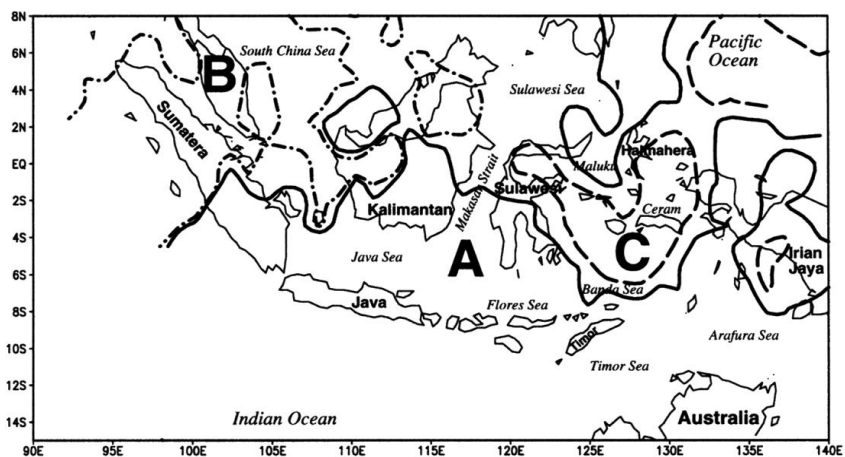 8N
South China Sea
Pacific
Ocean
6N
B
Sulawesi Sea
4N
Sumatera
2N
Halmahera
EQ
Maluku
Makasar Strait
Sulawesi
2S
Kalimantan
Ceram
4S
Java Sea
A
C
Irian
Jaya
6S
Banda Sea
Java
Flores Sea
8S
Timor
Arafura Sea
10S
Timor Sea
12S
Indian Ocean
Australia
14S
90E 95E 100E 105E 110E 115E 120E 125E 130E 135E 140E